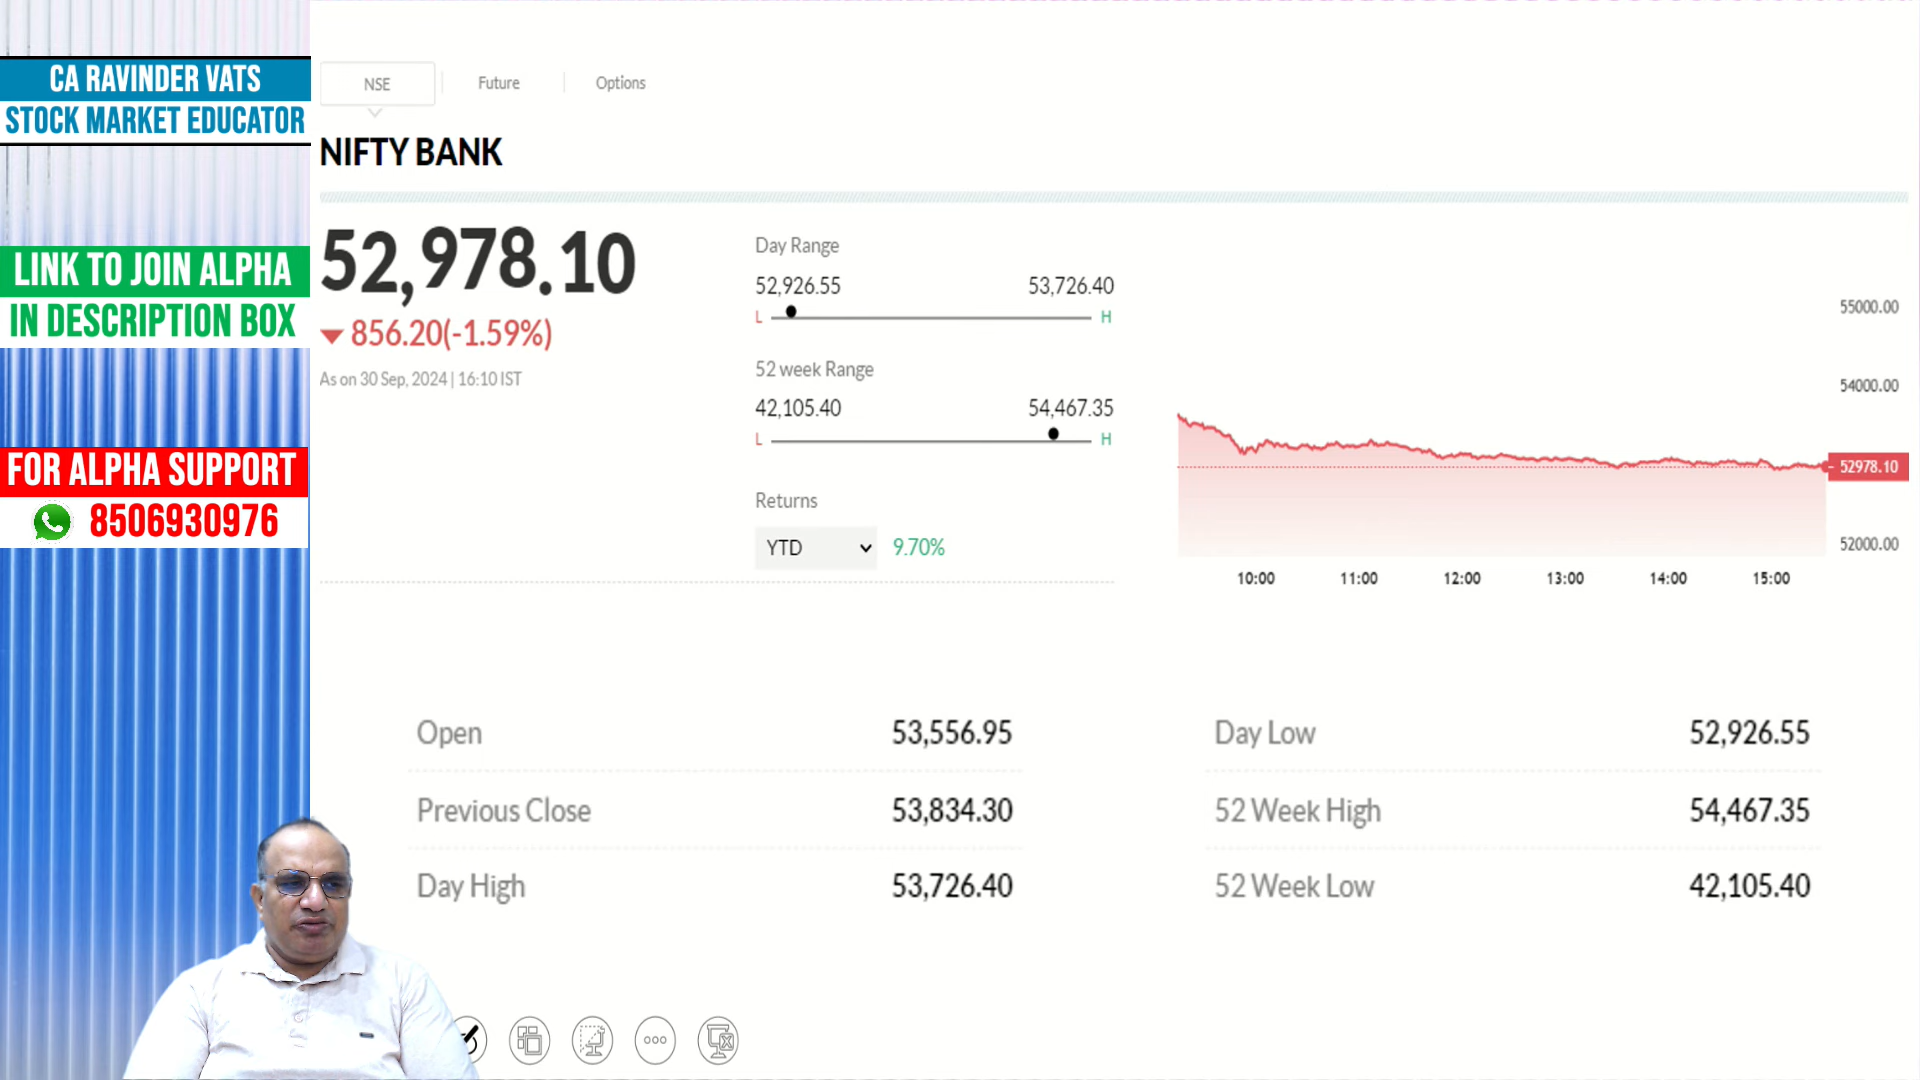 CA RAVINDER VATS
STOCK MARKET EDUCATOR
LINK TO JOIN ALPHA
IN DESCRIPTION BOX
FOR ALPHA SUPPORT
8506930976
NSE
Future
Options
NIFTY BANK
52,978.10
856.20(-1.59%)
As on 30 Sep, 2024 | 16:10 IST
Day Range
52,926.55 53,726.40
L H
52 week Range
42,105.40 54,467.35
L H
Returns
YTD 9.70%
55000.00
54000.00
52978.10
52000.00
10:00 11:00 12:00 13:00 14:00 15:00
Open 53,556.95
Previous Close 53,834.30
Day High 53,726.40
Day Low 52,926.55
52 Week High 54,467.35
52 Week Low 42,105.40